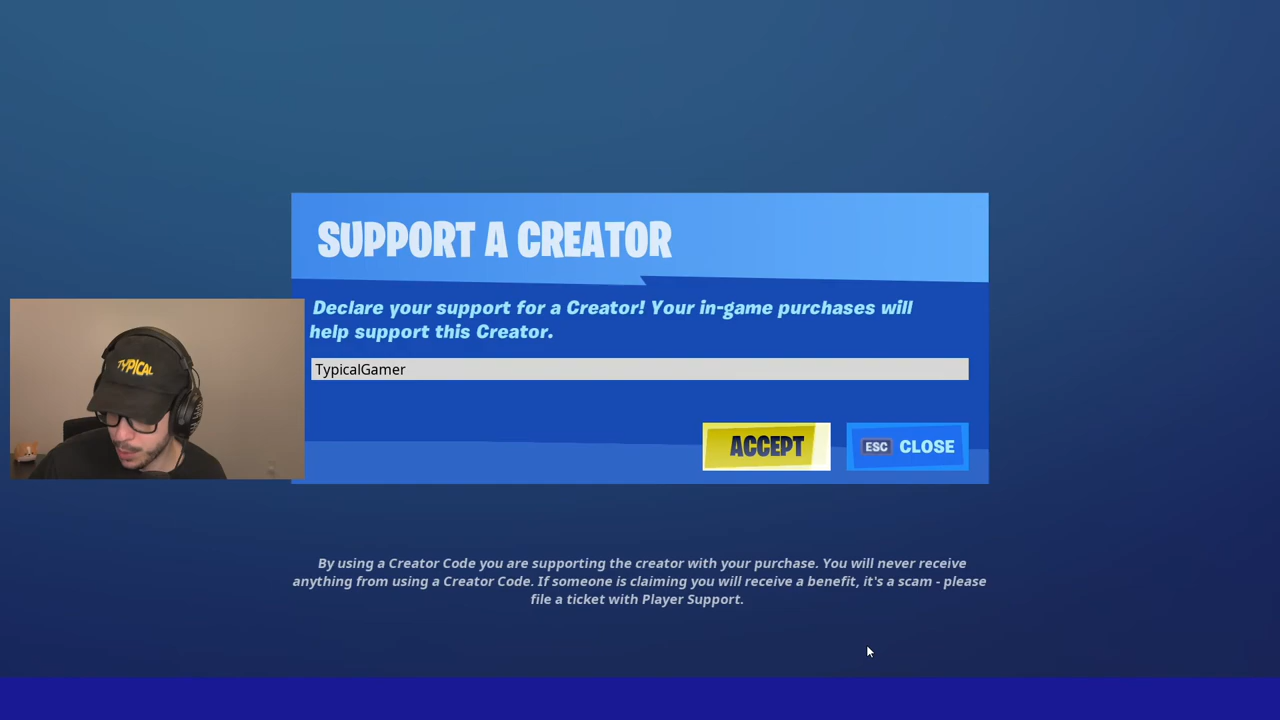 SUPPORT A CREATOR
Declare your support for a Creator! Your in-game purchases will
help support this Creator.
TYPICAL
TypicalGamer
ACCEPT
ESC CLOSE
By using a Creator Code you are supporting the creator with your purchase. You will never receive
anything from using a Creator Code. If someone is claiming you will receive a benefit, it's a scam - please
file a ticket with Player Support.